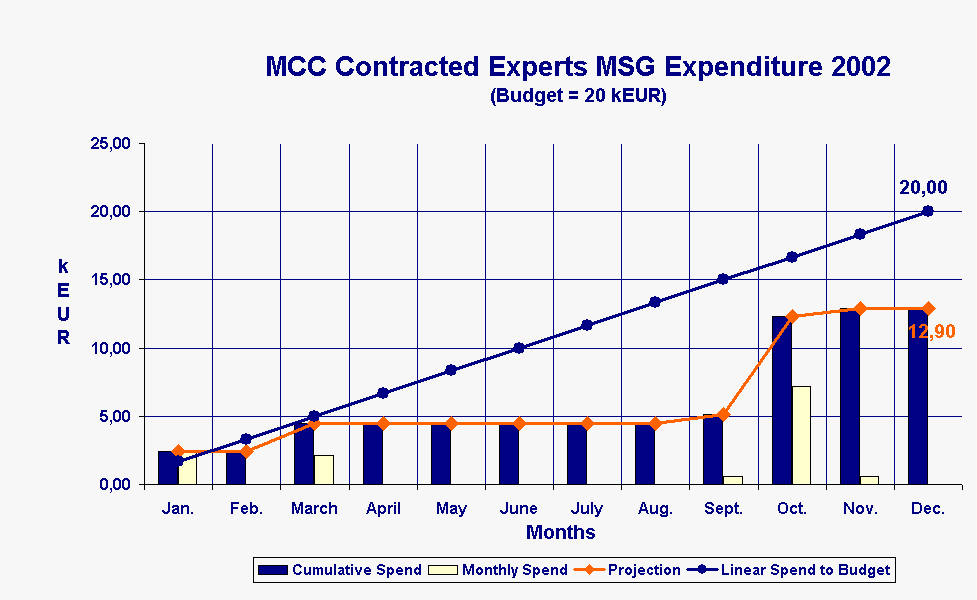 MCC Contracted Experts MSG Expenditure 2002
(Budget = 20 kEUR)
25,00
20,00
15,00
10,00
5,00
0,00
k
E
U
R
20,00
12,90
Jan. Feb. March April May June July Aug. Sept. Oct. Nov. Dec.
Months
Cumulative Spend Monthly Spend Projection Linear Spend to Budget